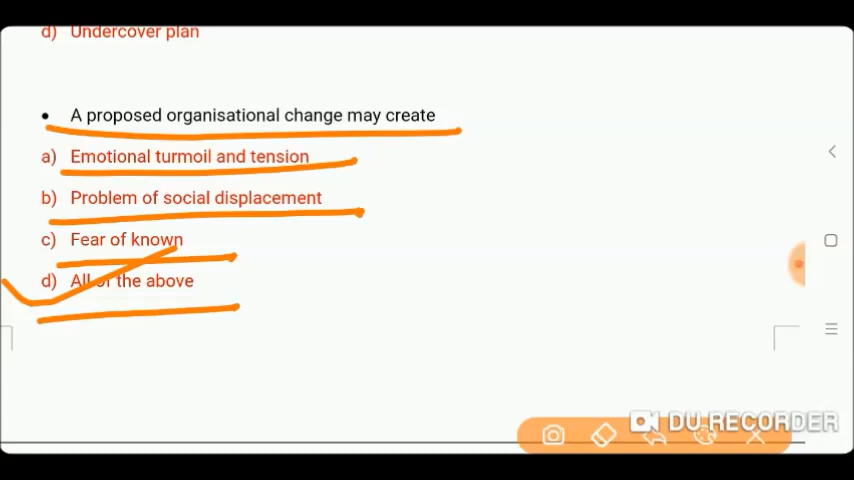 d) Undercover plan
• A proposed organisational change may create
a) Emotional turmoil and tension
b) Problem of social displacement
c) Fear of known
d) All of the above
DU RECORDER